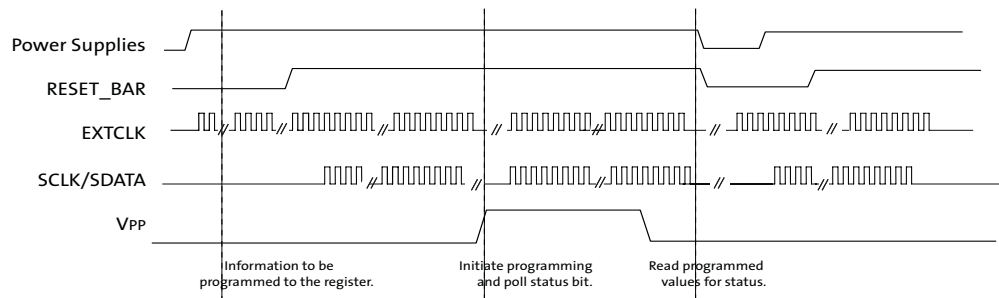 Power Supplies
RESET_BAR
EXTCLK
SCLK/SDATA
VPP
Information to be
programmed to the register.
Initiate programming
and poll status bit.
Read programmed
values for status.